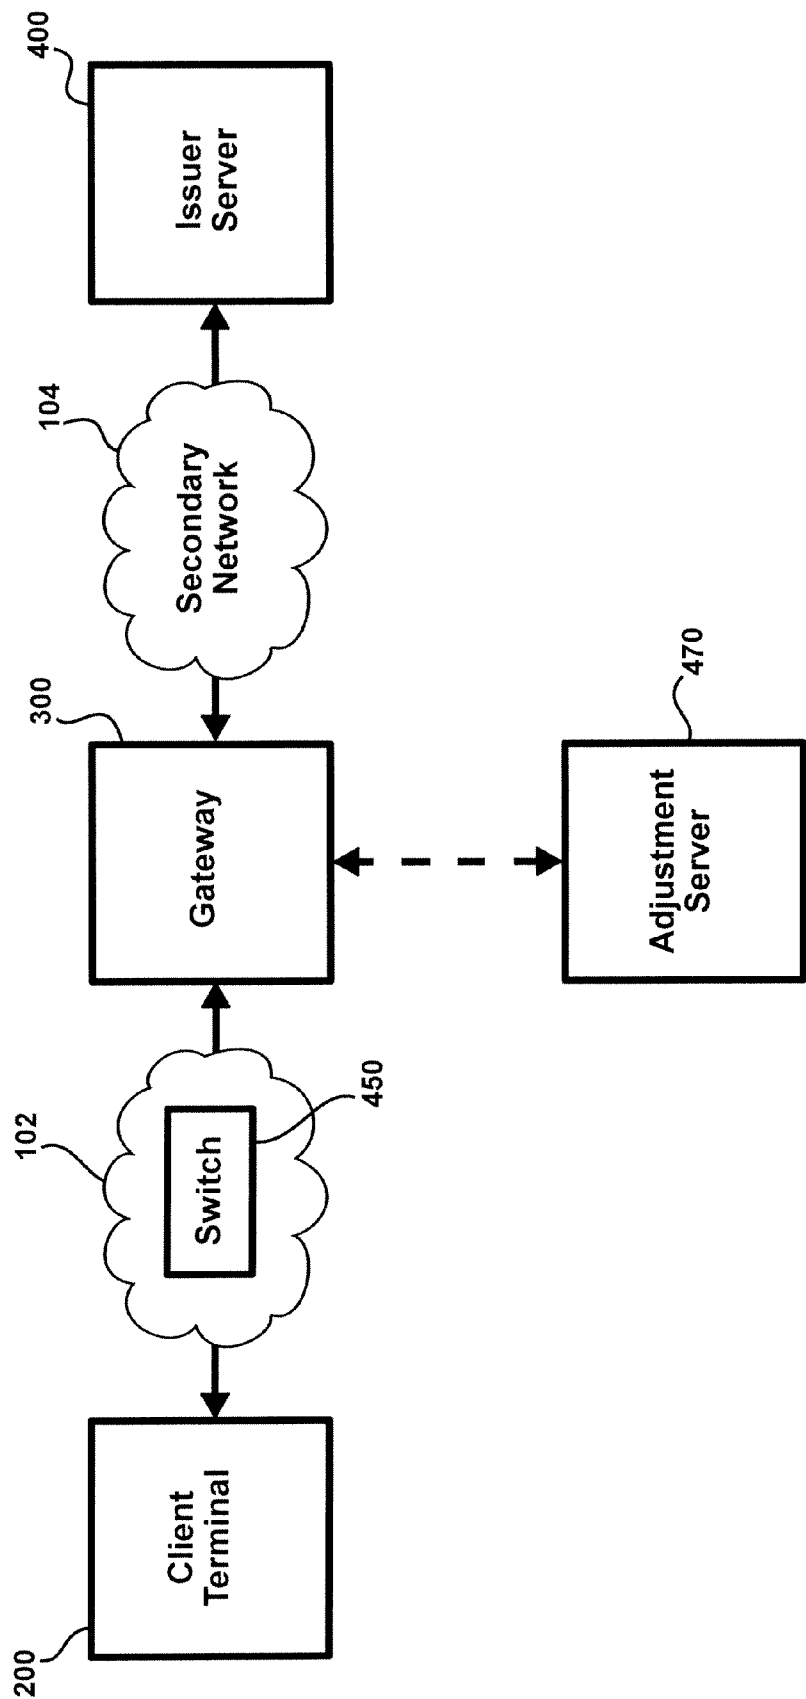 200
Client
Terminal
102
Switch
450
300
Gateway
104
Secondary
Network
400
Issuer
Server
470
Adjustment
Server